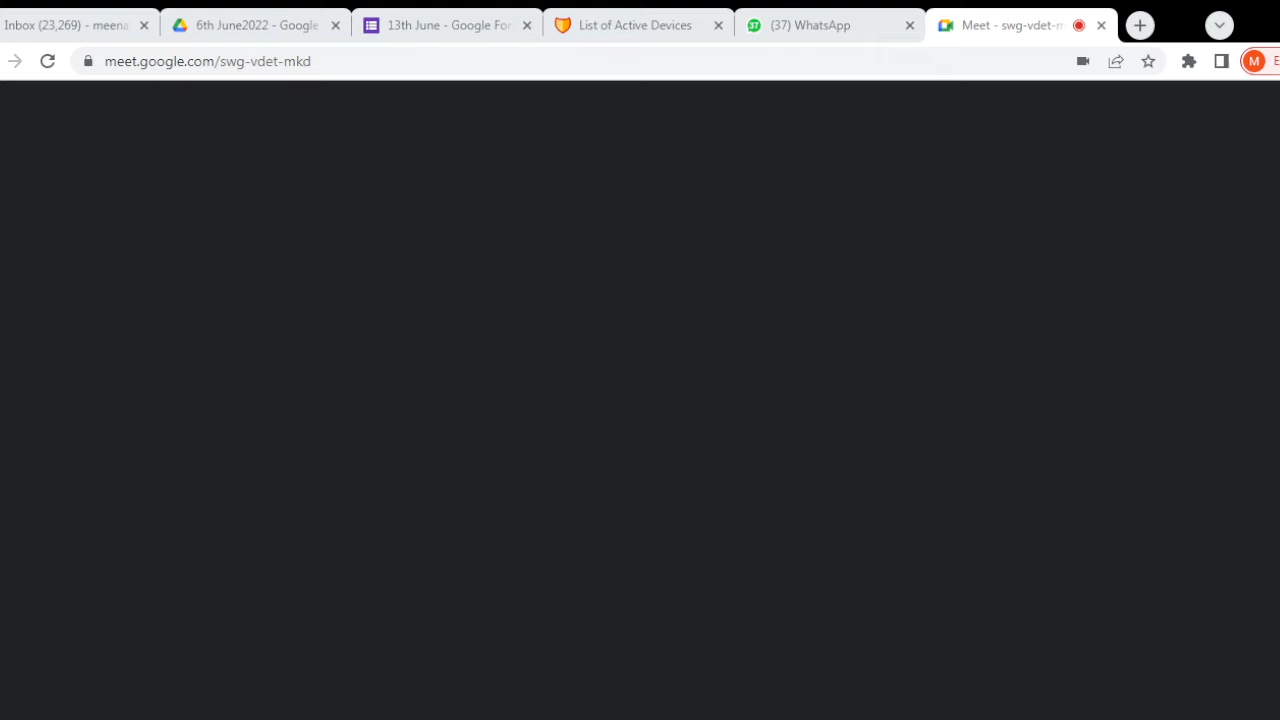 Inbox (23,269) - meena
6th June2022 - Google
13th June - Google For
List of Active Devices
37
(37) WhatsApp
Meet - swg-vdet-m
meet.google.com/swg-vdet-mkd
M
E